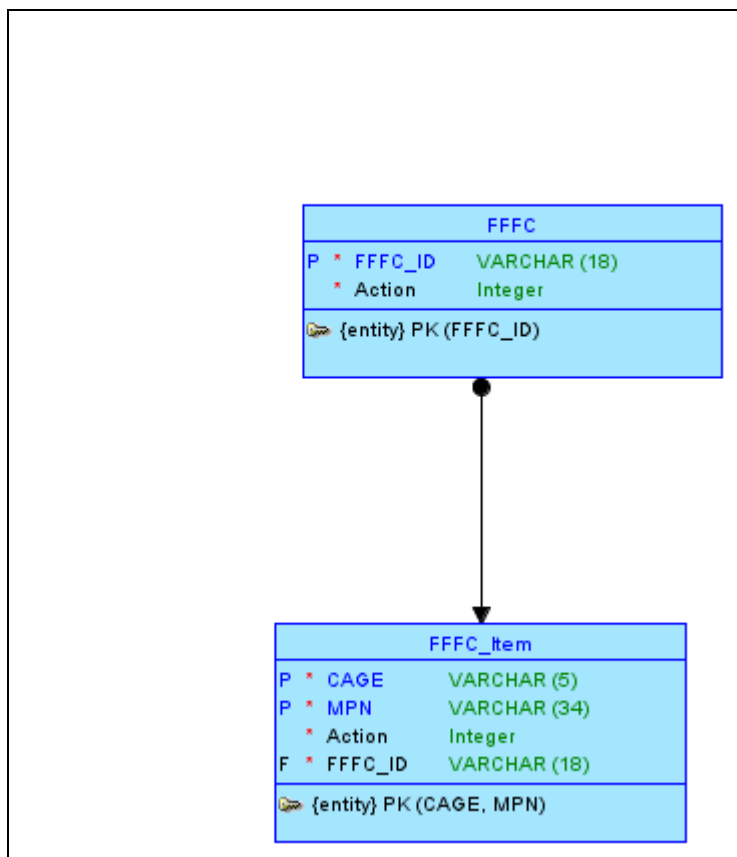 FFFC
P * FFFC_ID VARCHAR (18)
* Action Integer
{entity} PK (FFFC_ID)
FFFC_Item
P * CAGE VARCHAR (5)
P * MPN VARCHAR (34)
* Action Integer
F * FFFC_ID VARCHAR (18)
{entity} PK (CAGE, MPN)